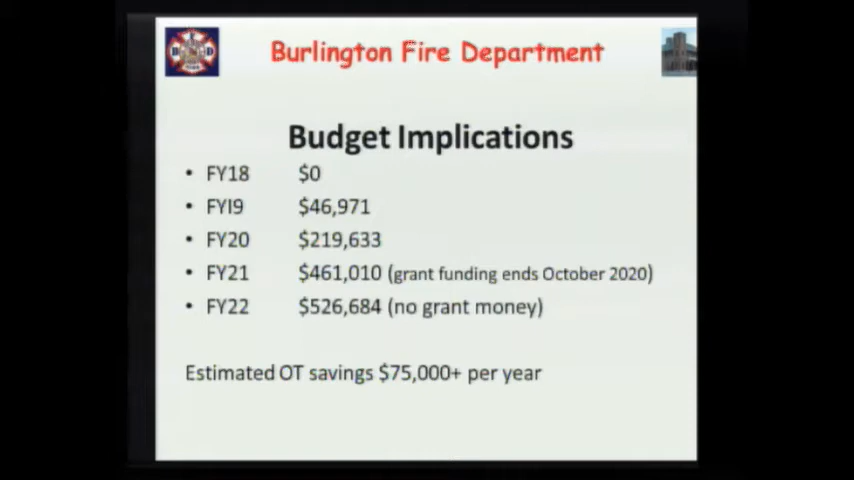 Burlington Fire Department
Budget Implications
• FY18 $0
• FYI9 $46,971
• FY20 $219,633
• FY21 $461,010 (grant funding ends October 2020)
• FY22 $526,684 (no grant money)
Estimated OT savings $75,000+ per year